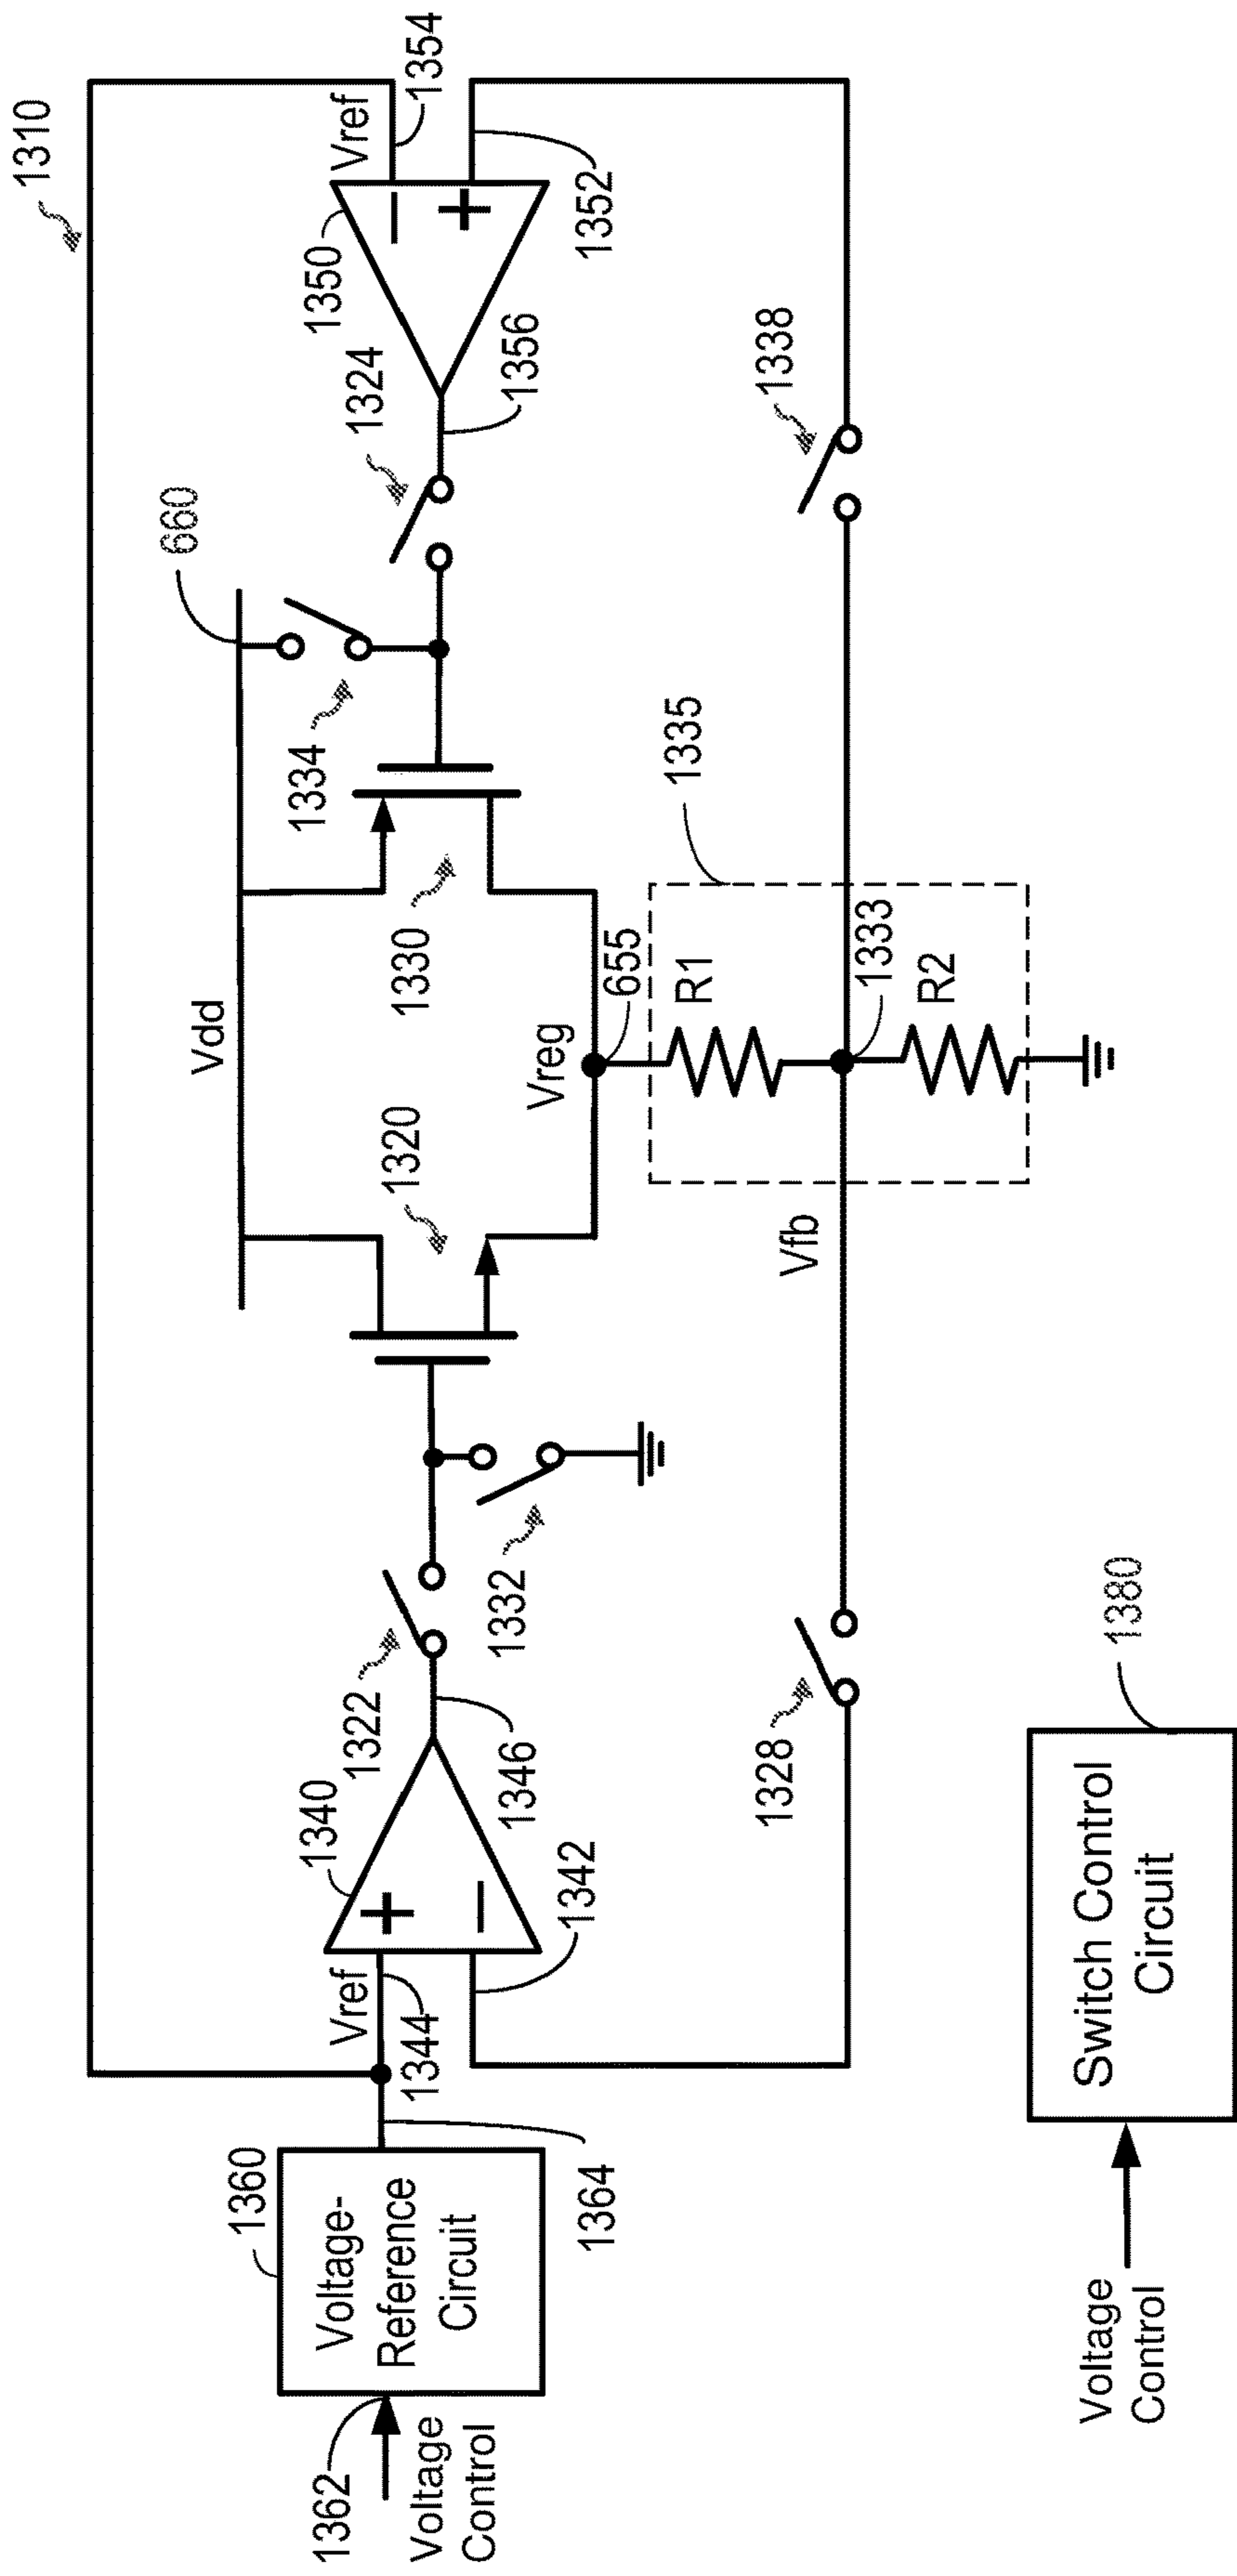 1310
Vdd
660
1354
Vref
1350
1352
1324
1356
1334
1330
1320
Vreg
655
1335
R1
1333
R2
1338
Vfb
1328
1332
1322
1346
1340
1342
Vref
1344
1360
Voltage-
Reference
Circuit
1364
1362
Voltage
Control
Switch Control
Circuit
1380
Voltage
Control